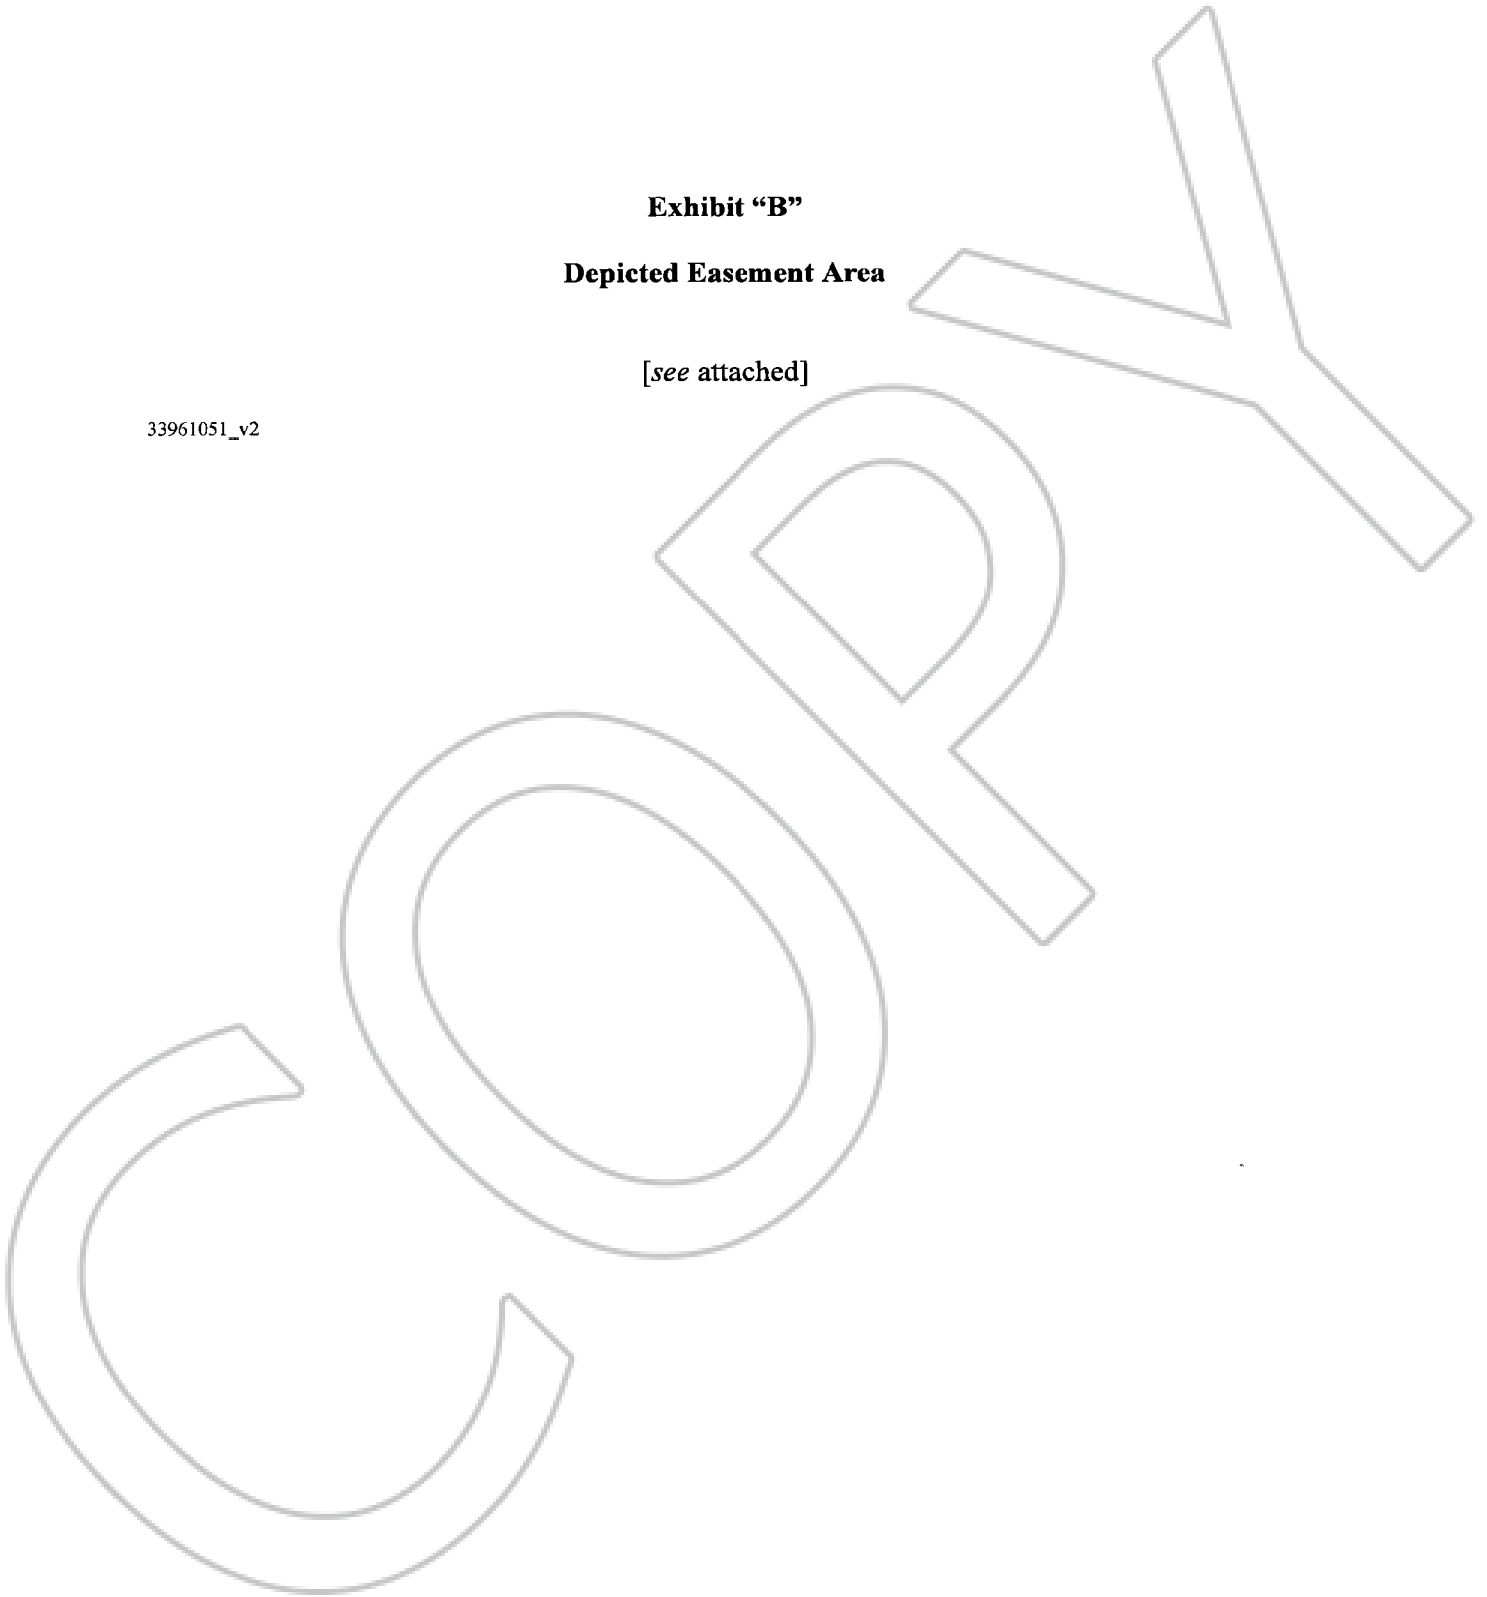 Exhibit “B”
Depicted Easement Area
[see attached]
33961051_v2
COPY